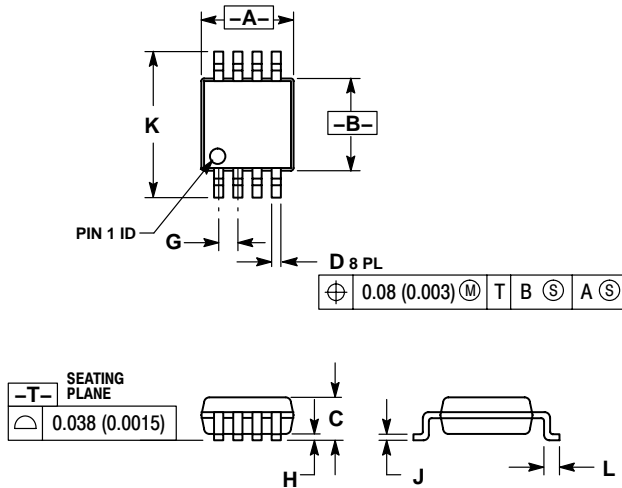 –A–
K
–B–
PIN 1 ID
G
D 8 PL
⌖ 0.08 (0.003) Ⓜ T B Ⓢ A Ⓢ
–T– SEATING PLANE
⌓ 0.038 (0.0015)
C
H
J
L